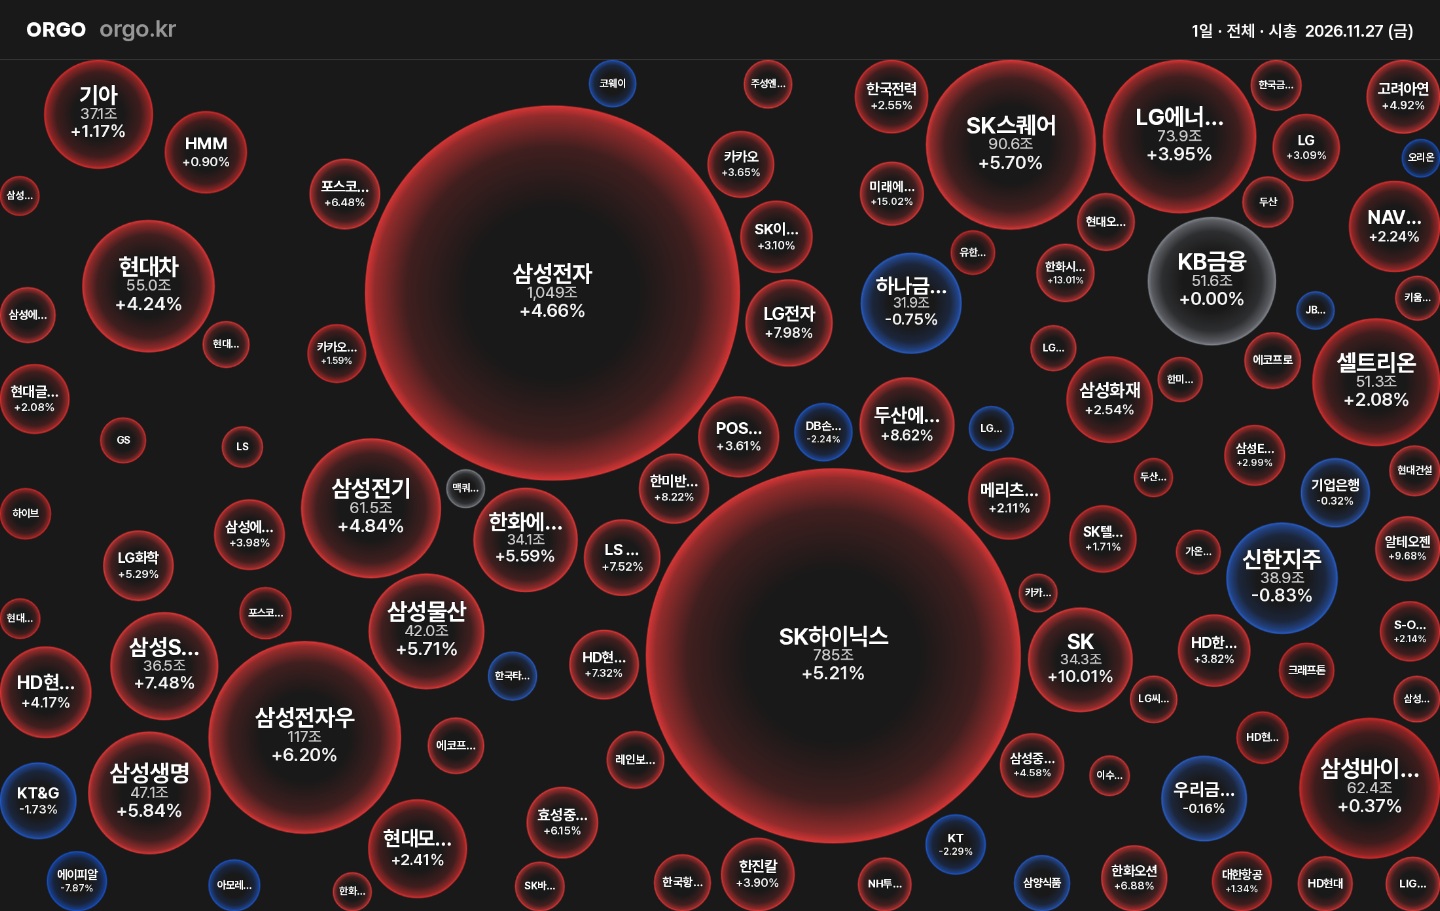 ORGO orgo.kr
1일 · 전체 · 시총 2026.11.27 (금)
기아
37.1조
+1.17%
HMM
+0.90%
코웨이
주성엔...
한국전력
+2.55%
SK스퀘어
90.6조
+5.70%
LG에너...
73.9조
+3.95%
한국금...
고려아연
+4.92%
LG
+3.09%
오리온
삼성...
포스코...
+6.48%
카카오
+3.65%
미래에...
+15.02%
현대오...
두산
NAV...
+2.24%
현대차
55.0조
+4.24%
삼성전자
1,049조
+4.66%
SK이...
+3.10%
유한...
한화시...
+13.01%
KB금융
51.6조
+0.00%
하나금...
31.9조
-0.75%
키움...
JB...
삼성에...
LG전자
+7.98%
현대...
카카오...
+1.59%
LG...
에코프로
셀트리온
51.3조
+2.08%
현대글...
+2.08%
삼성화재
+2.54%
한미...
GS
LS
POS...
+3.61%
DB손...
-2.24%
두산에...
+8.62%
LG...
삼성E...
+2.99%
현대건설
삼성전기
61.5조
+4.84%
맥쿼...
한미반...
+8.22%
메리츠...
+2.11%
두산...
기업은행
-0.32%
하이브
삼성에...
+3.98%
한화에...
34.1조
+5.59%
LS ...
+7.52%
SK텔...
+1.71%
가온...
신한지주
38.9조
-0.83%
알테오젠
+9.68%
LG화학
+5.29%
현대...
포스코...
삼성물산
42.0조
+5.71%
카카...
S-O...
+2.14%
삼성S...
36.5조
+7.48%
HD현...
+4.17%
한국타...
HD현...
+7.32%
SK하이닉스
785조
+5.21%
SK
34.3조
+10.01%
HD한...
+3.82%
크래프톤
LG씨...
삼성...
삼성전자우
117조
+6.20%
에코프...
레인보...
HD현...
삼성중...
+4.58%
이수...
삼성바이...
62.4조
+0.37%
삼성생명
47.1조
+5.84%
KT&G
-1.73%
우리금...
-0.16%
효성중...
+6.15%
현대모...
+2.41%
KT
-2.29%
에이피알
-7.87%
아모레...
한화...
SK바...
한국항...
한진칼
+3.90%
NH투...
삼양식품
한화오션
+6.88%
대한항공
+1.34%
HD현대
LIG...